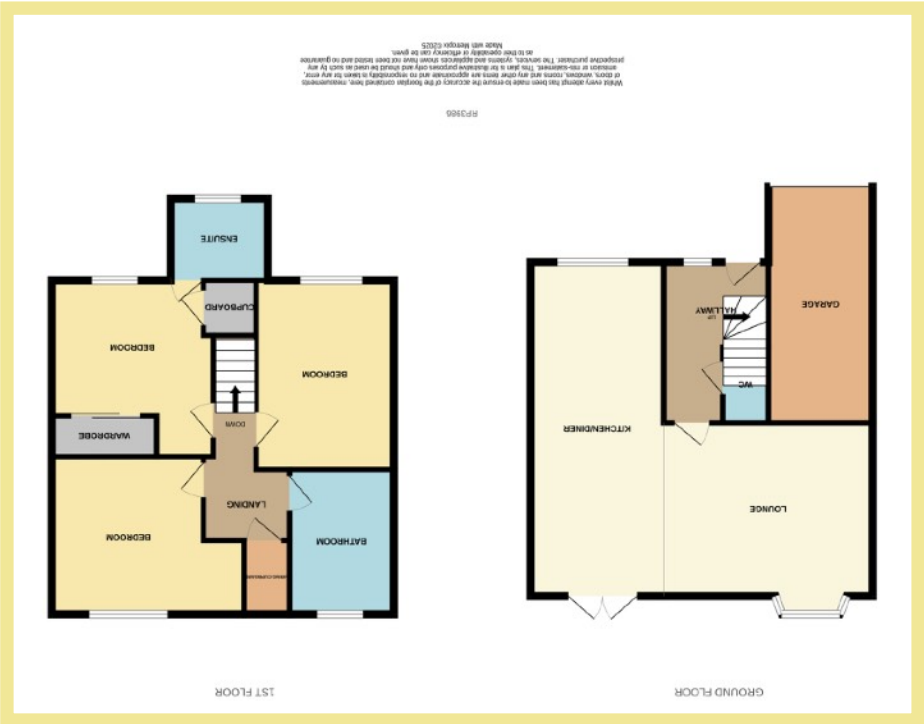 GROUND FLOOR
1ST FLOOR
LOUNGE
KITCHENDINER
WC
UP
HALLWAY
GARAGE
BATHROOM
BEDROOM
LANDING
WARDROBE
DOWN
BEDROOM
BEDROOM
CUPBOARD
ENSUITE
RP3986
Whilst every attempt has been made to ensure the accuracy of the floorplan contained here, measurements
of doors, windows, rooms and any other items are approximate and no responsibility is taken for any error,
omission or mis-statement. This plan is for illustrative purposes only and should be used as such by any
prospective purchaser. The services, systems and appliances shown have not been tested and no guarantee
as to their operability or efficiency can be given.
Made with Metropix ©2025